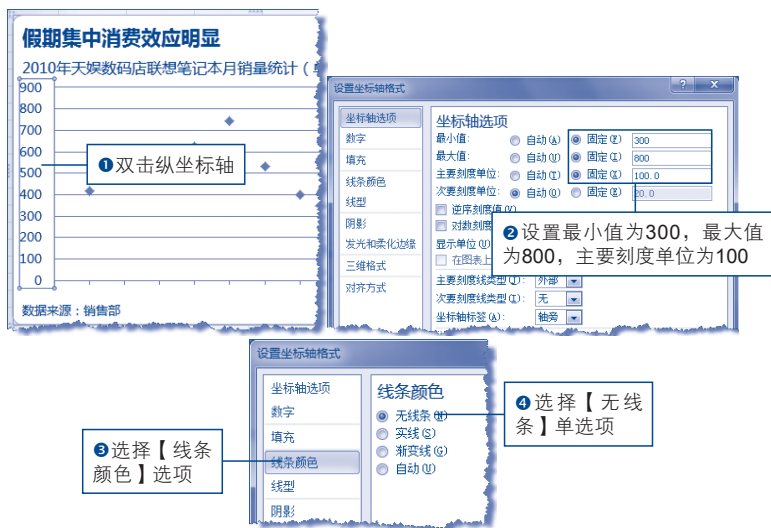 假期集中消费效应明显
2010年天娱数码店联想笔记本月销量统计（
900
800
700
600
500
400
300
200
100
0
❶双击纵坐标轴
数据来源：销售部
设置坐标轴格式
? X
坐标轴选项
数字
填充
线条颜色
线型
阴影
发光和柔化边缘
三维格式
对齐方式
坐标轴选项
最小值: 自动(A) 固定(F) 300
最大值: 自动(U) 固定(I) 800
主要刻度单位: 自动(T) 固定(X) 100.0
次要刻度单位: 自动(O) 固定(E) 20.0
逆序刻度值(V)
对数刻度
显示单位(U)
在图表上
主要刻度线类型(J): 外部
次要刻度线类型(I): 无
坐标轴标签(A): 轴旁
❷设置最小值为300，最大值
为800，主要刻度单位为100
设置坐标轴格式
坐标轴选项
数字
填充
线条颜色
线型
阴影
线条颜色
无线条(N)
实线(S)
渐变线(G)
自动(U)
❸选择【线条
颜色】选项
❹选择【无线
条】单选项